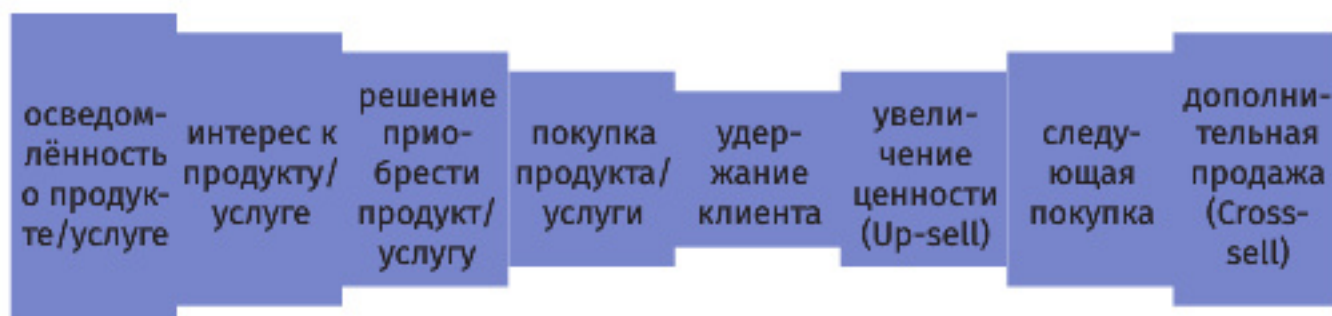 осведом-
лённость
о продук-
те/услуге
интерес к
продукту/
услуге
решение
прио-
брести
продукт/
услугу
покупка
продукта/
услуги
удер-
жание
клиента
увели-
чение
ценности
(Up-sell)
следу-
ющая
покупка
дополни-
тельная
продажа
(Cross-
sell)